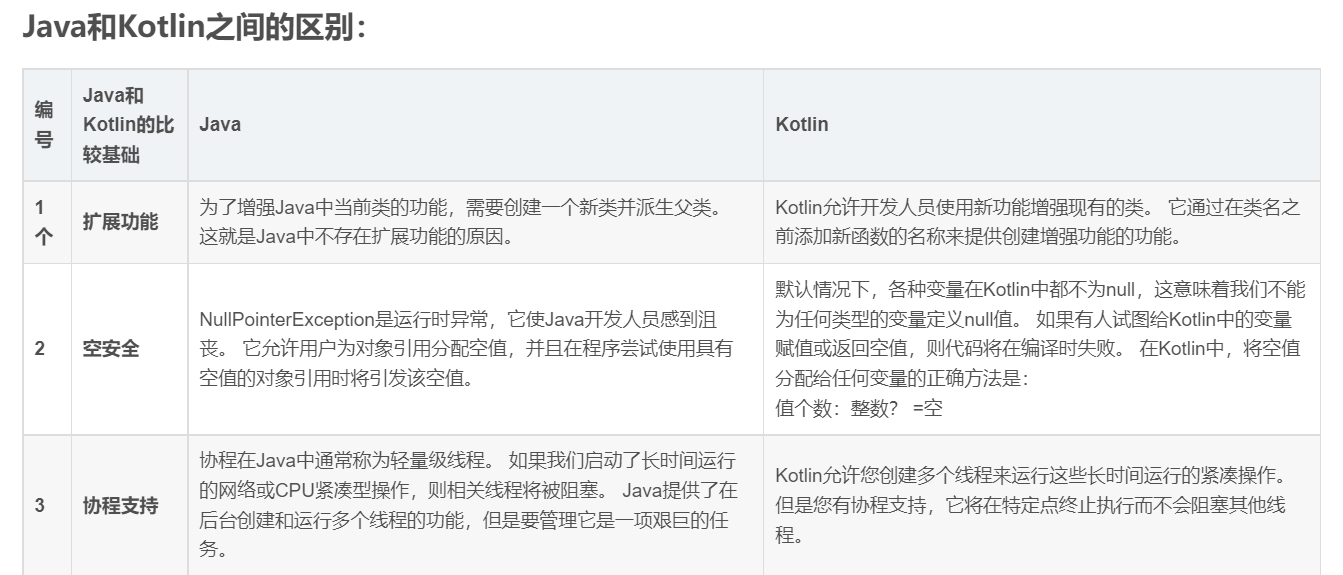 Java和Kotlin之间的区别：
编
号
Java和
Kotlin的比
较基础
Java
Kotlin
1
个
扩展功能
为了增强Java中当前类的功能，需要创建一个新类并派生父类。
这就是Java中不存在扩展功能的原因。
Kotlin允许开发人员使用新功能增强现有的类。 它通过在类名之
前添加新函数的名称来提供创建增强功能的功能。
2
空安全
NullPointerException是运行时异常，它使Java开发人员感到沮
丧。 它允许用户为对象引用分配空值，并且在程序尝试使用具有
空值的对象引用时将引发该空值。
默认情况下，各种变量在Kotlin中都不为null，这意味着我们不能
为任何类型的变量定义null值。 如果有人试图给Kotlin中的变量
赋值或返回空值，则代码将在编译时失败。 在Kotlin中，将空值
分配给任何变量的正确方法是：
值个数：整数？ =空
3
协程支持
协程在Java中通常称为轻量级线程。 如果我们启动了长时间运行
的网络或CPU紧凑型操作，则相关线程将被阻塞。 Java提供了在
后台创建和运行多个线程的功能，但是要管理它是一项艰巨的任
务。
Kotlin允许您创建多个线程来运行这些长时间运行的紧凑操作。
但是您有协程支持，它将在特定点终止执行而不会阻塞其他线
程。